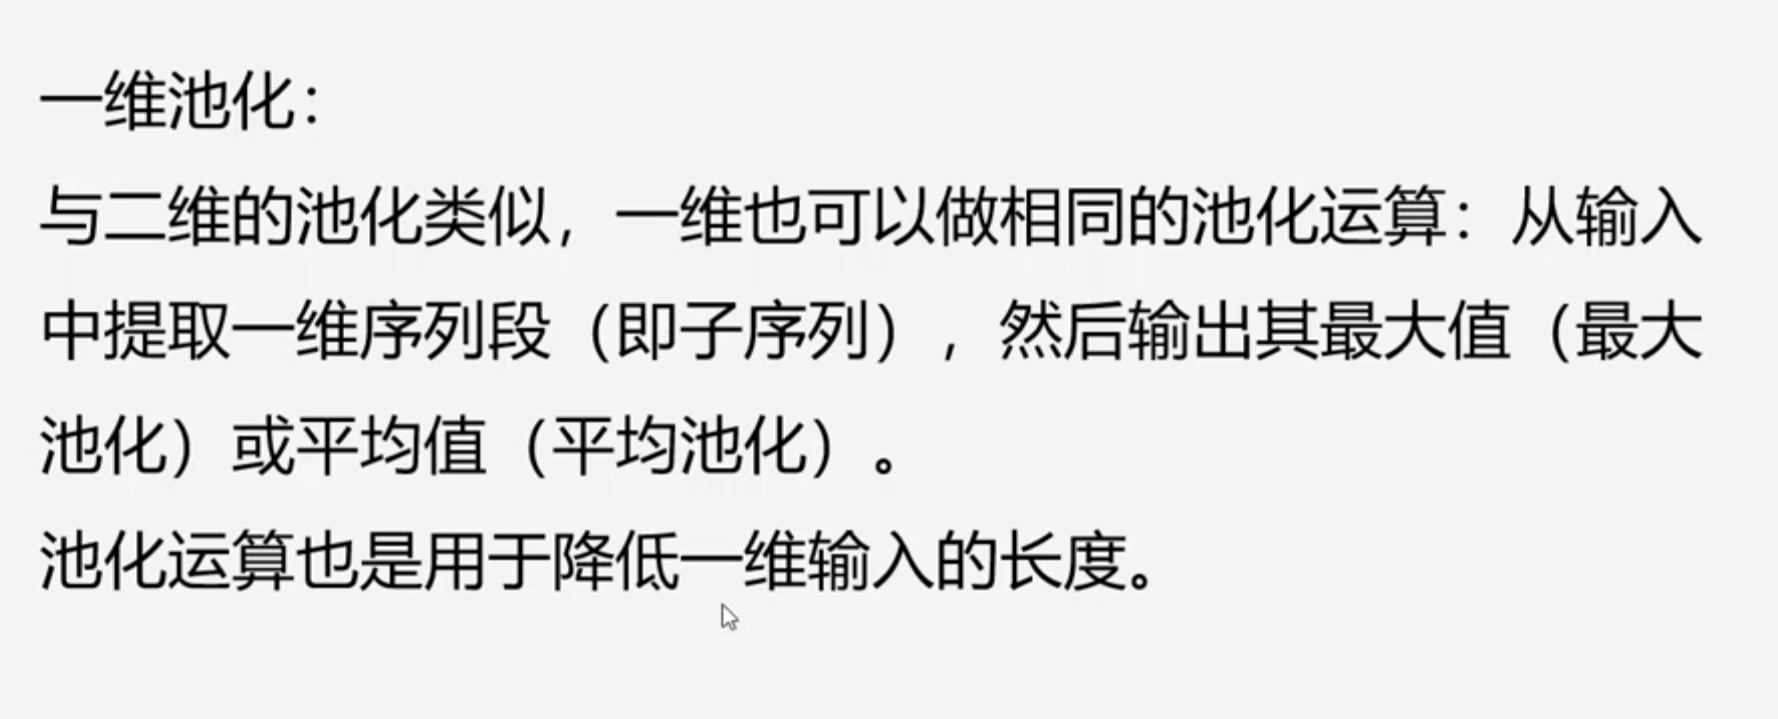 一维池化：
与二维的池化类似，一维也可以做相同的池化运算：从输入
中提取一维序列段（即子序列），然后输出其最大值（最大
池化）或平均值（平均池化）。
池化运算也是用于降低一维输入的长度。